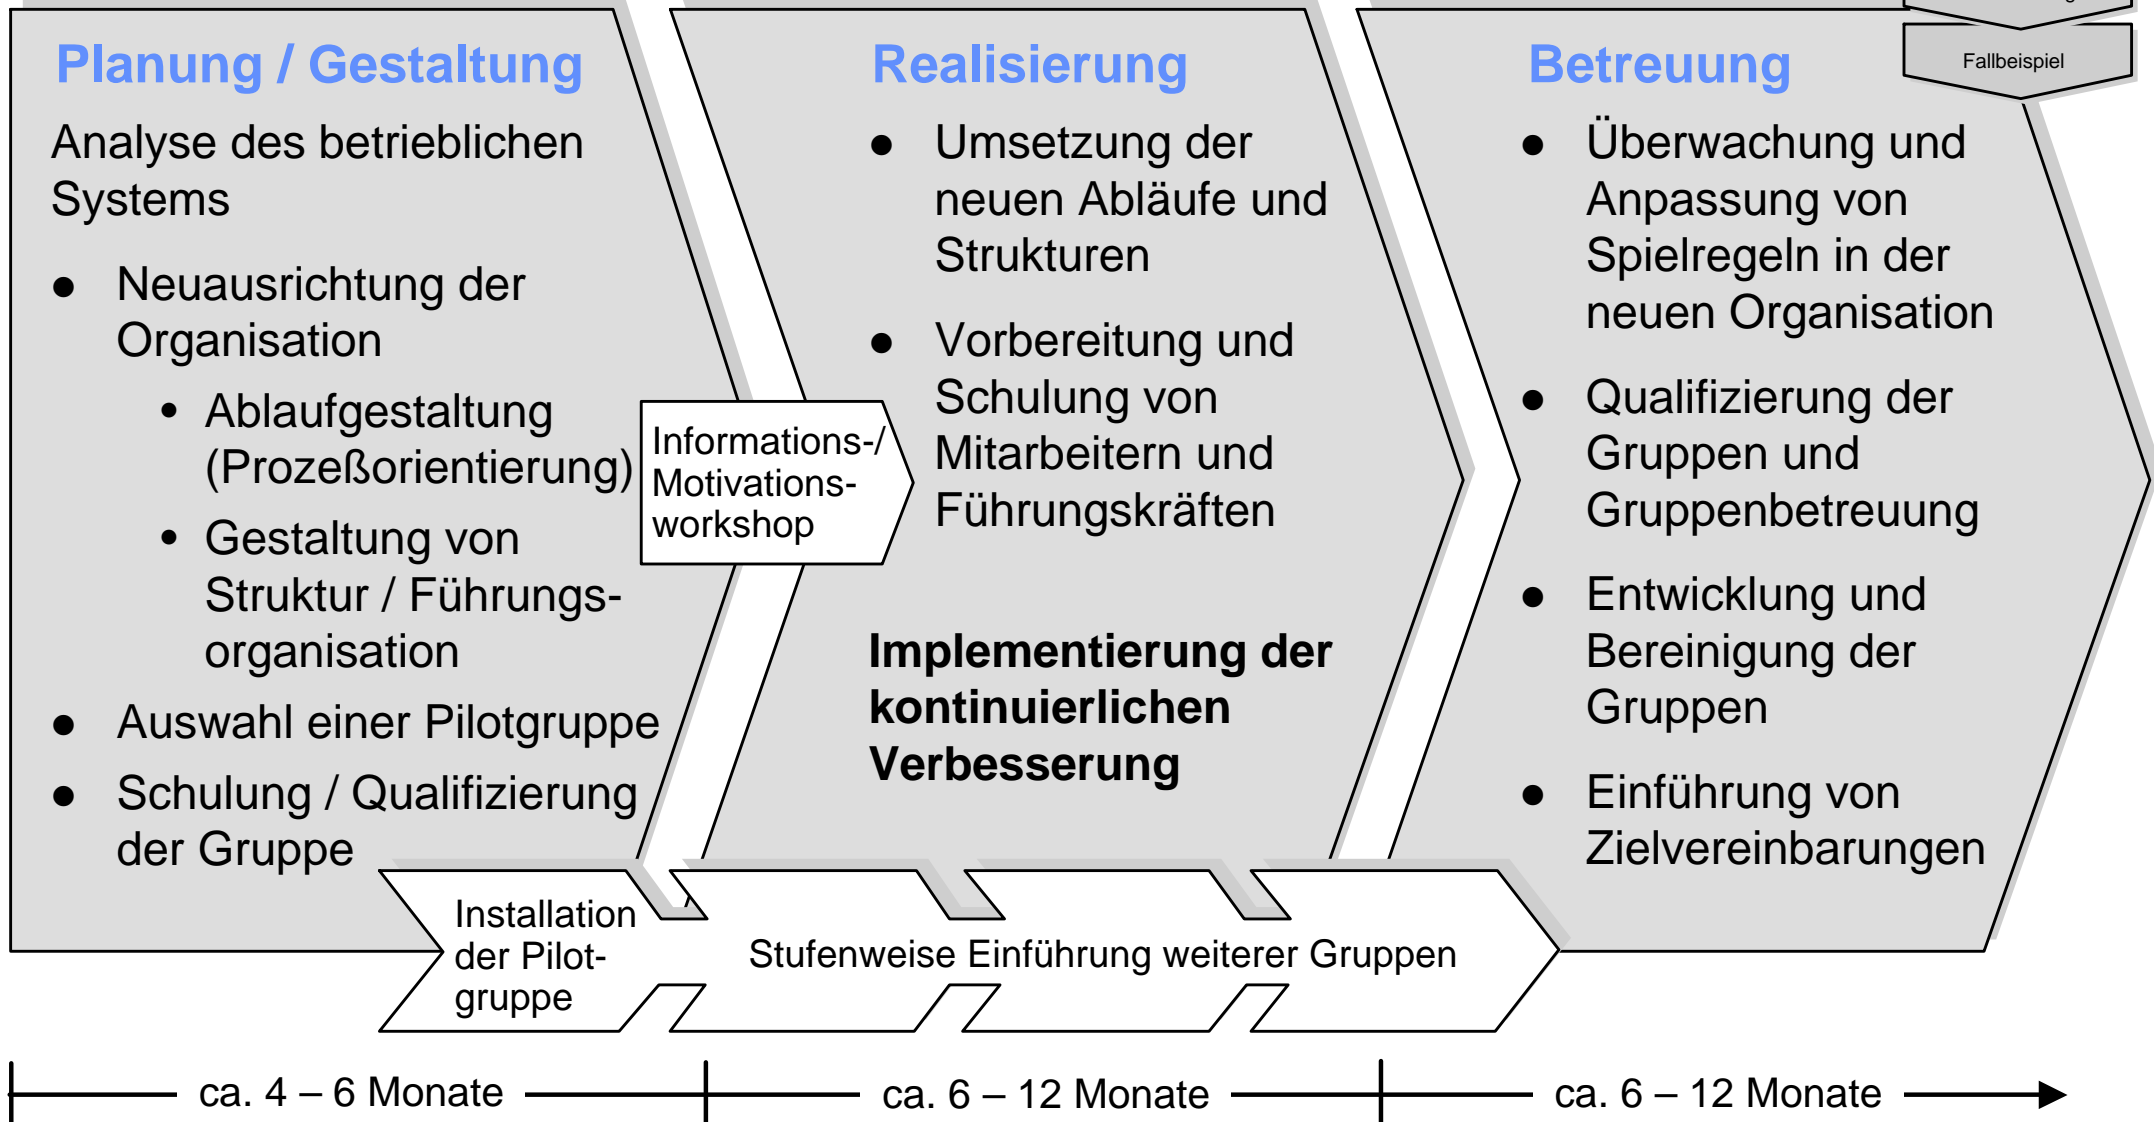 Planung / Gestaltung
Analyse des betrieblichen
Systems
● Neuausrichtung der
Organisation
• Ablaufgestaltung
(Prozeßorientierung)
• Gestaltung von
Struktur / Führungs-
organisation
● Auswahl einer Pilotgruppe
● Schulung / Qualifizierung
der Gruppe
Informations-/
Motivations-
workshop
Realisierung
● Umsetzung der
neuen Abläufe und
Strukturen
● Vorbereitung und
Schulung von
Mitarbeitern und
Führungskräften
Implementierung der
kontinuierlichen
Verbesserung
Betreuung
Fallbeispiel
● Überwachung und
Anpassung von
Spielregeln in der
neuen Organisation
● Qualifizierung der
Gruppen und
Gruppenbetreuung
● Entwicklung und
Bereinigung der
Gruppen
● Einführung von
Zielvereinbarungen
Installation
der Pilot-
gruppe
Stufenweise Einführung weiterer Gruppen
ca. 4 – 6 Monate
ca. 6 – 12 Monate
ca. 6 – 12 Monate